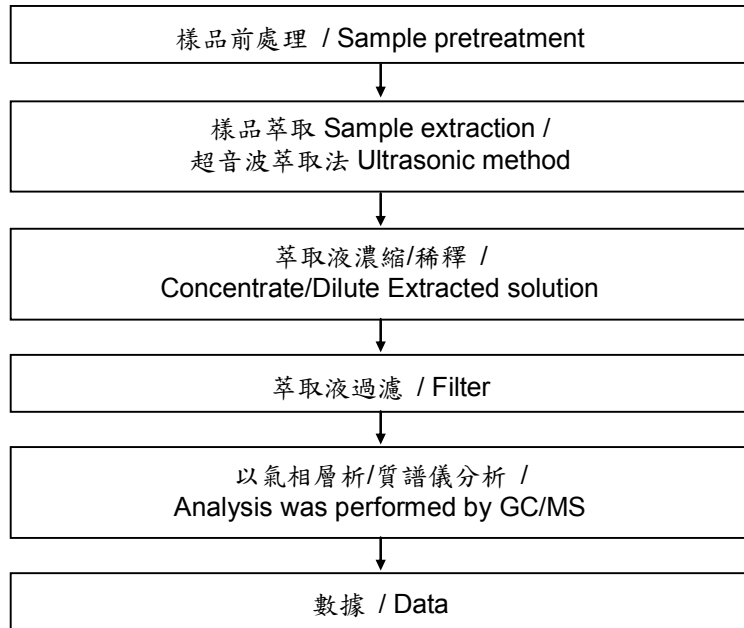 樣品前處理 / Sample pretreatment
樣品萃取 Sample extraction /
超音波萃取法 Ultrasonic method
萃取液濃縮/稀釋 /
Concentrate/Dilute Extracted solution
萃取液過濾 / Filter
以氣相層析/質譜儀分析 /
Analysis was performed by GC/MS
數據 / Data